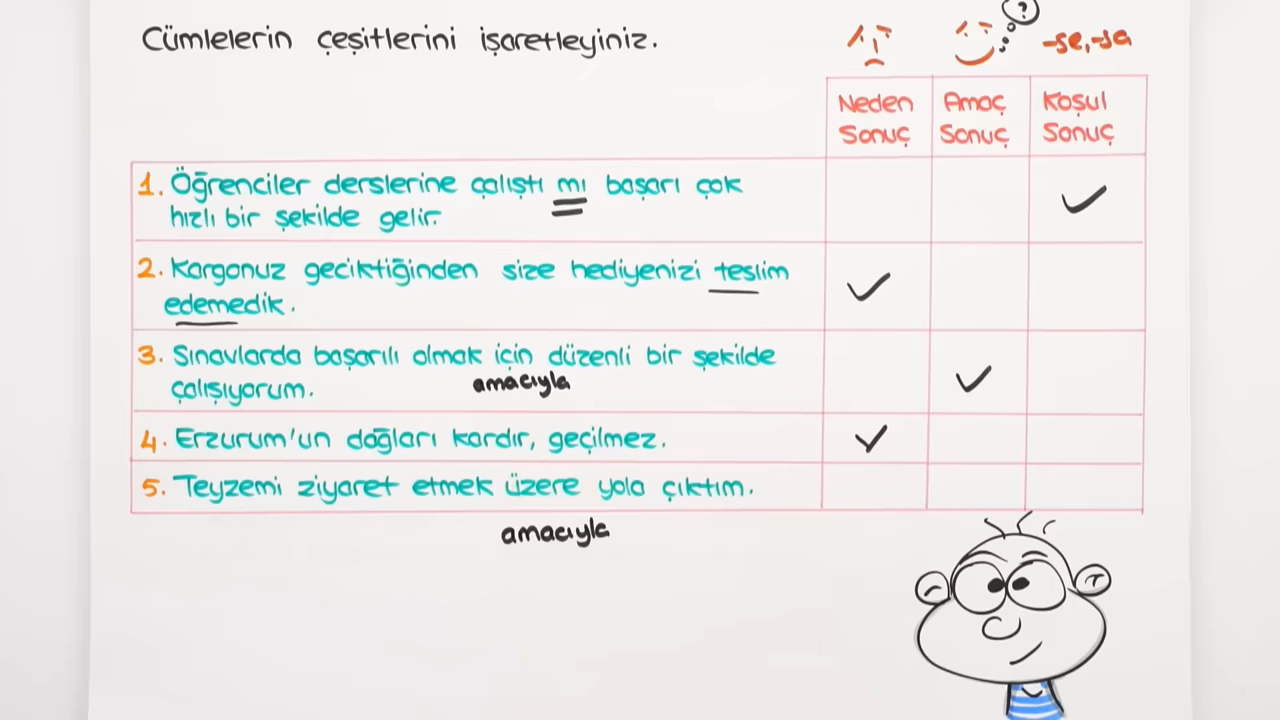 Cümlelerin çeşitlerini işaretleyiniz.
?
-se,-sa
Neden Sonuç
Amaç Sonuç
Koşul Sonuç
1. Öğrenciler derslerine çalıştı mı başarı çok
hızlı bir şekilde gelir.
2. Kargonuz geciktiğinden size hediyenizi teslim
edemedik.
3. Sınavlarda başarılı olmak için düzenli bir şekilde
çalışıyorum.
amacıyla
4. Erzurum'un dağları kardır, geçilmez.
5. Teyzemi ziyaret etmek üzere yola çıktım.
amacıyla